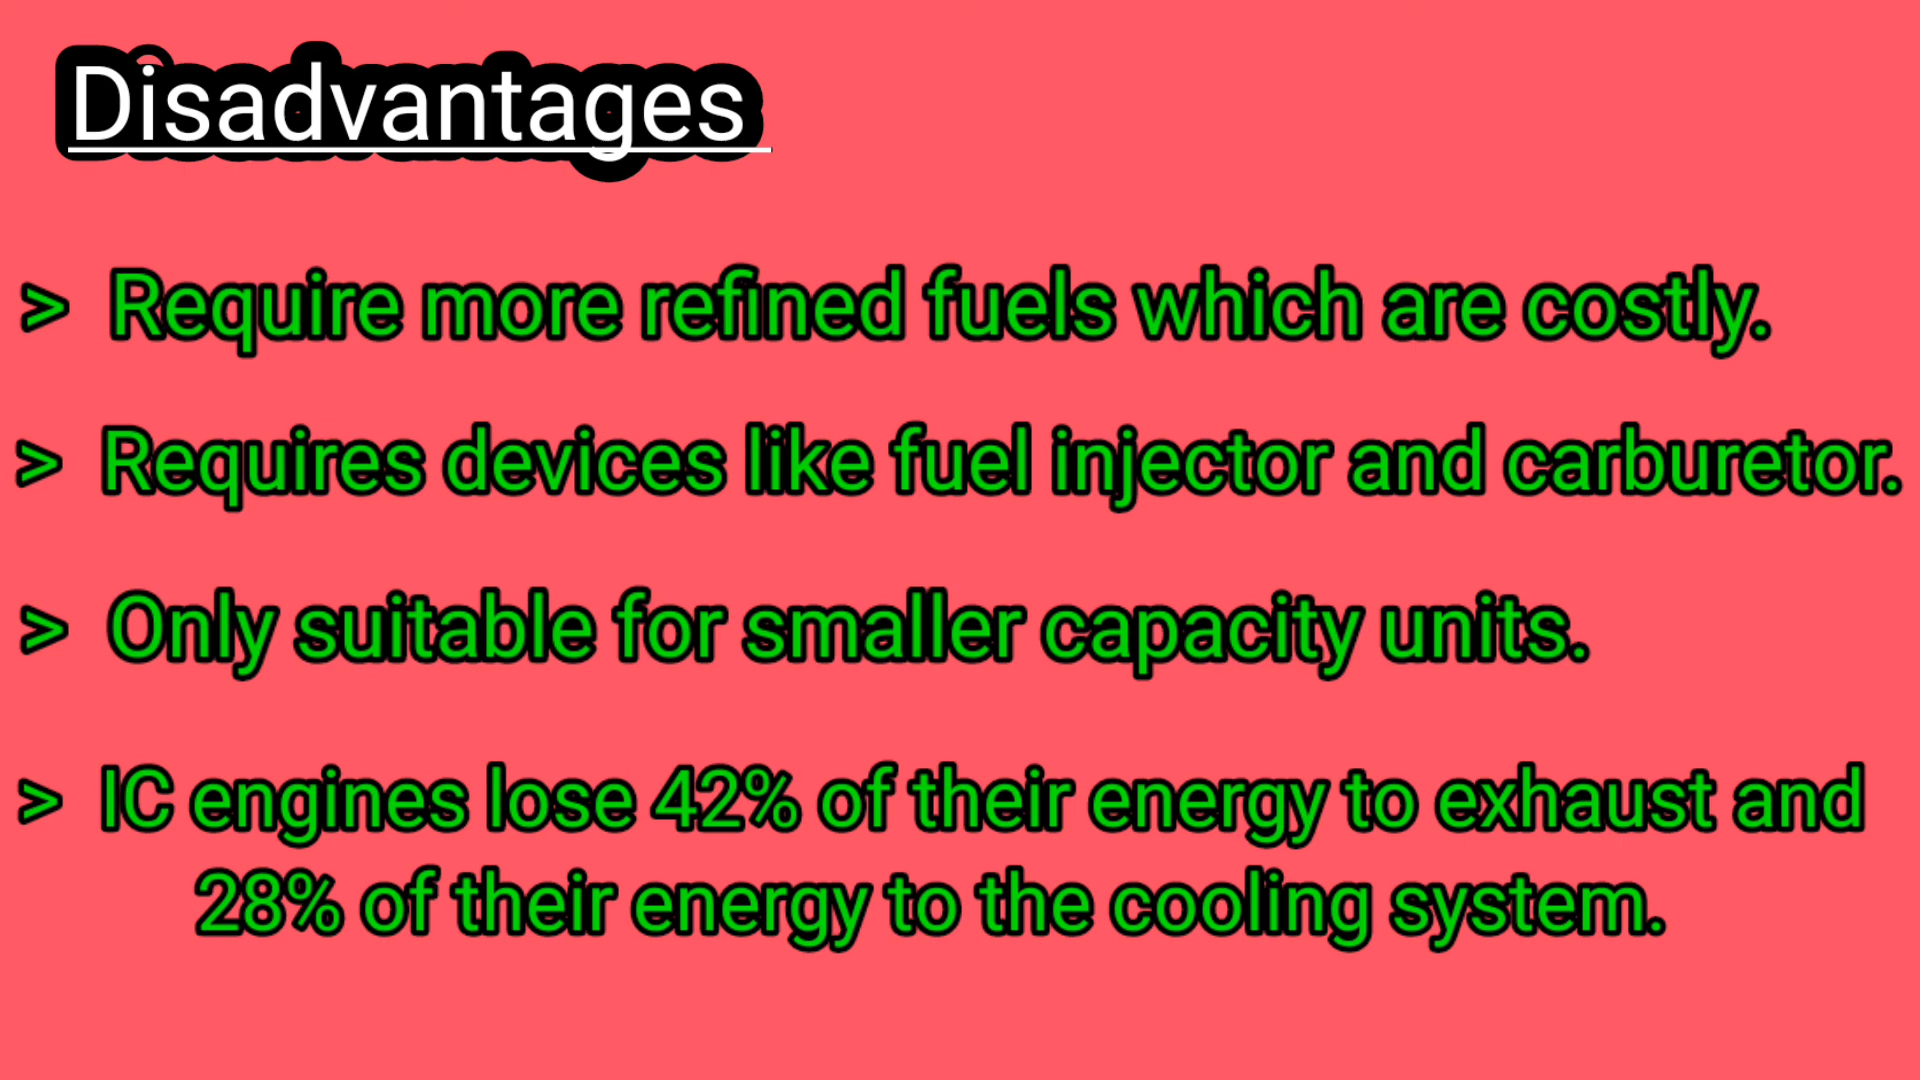 Disadvantages
> Require more refined fuels which are costly.
> Requires devices like fuel injector and carburetor.
> Only suitable for smaller capacity units.
> IC engines lose 42% of their energy to exhaust and
28% of their energy to the cooling system.